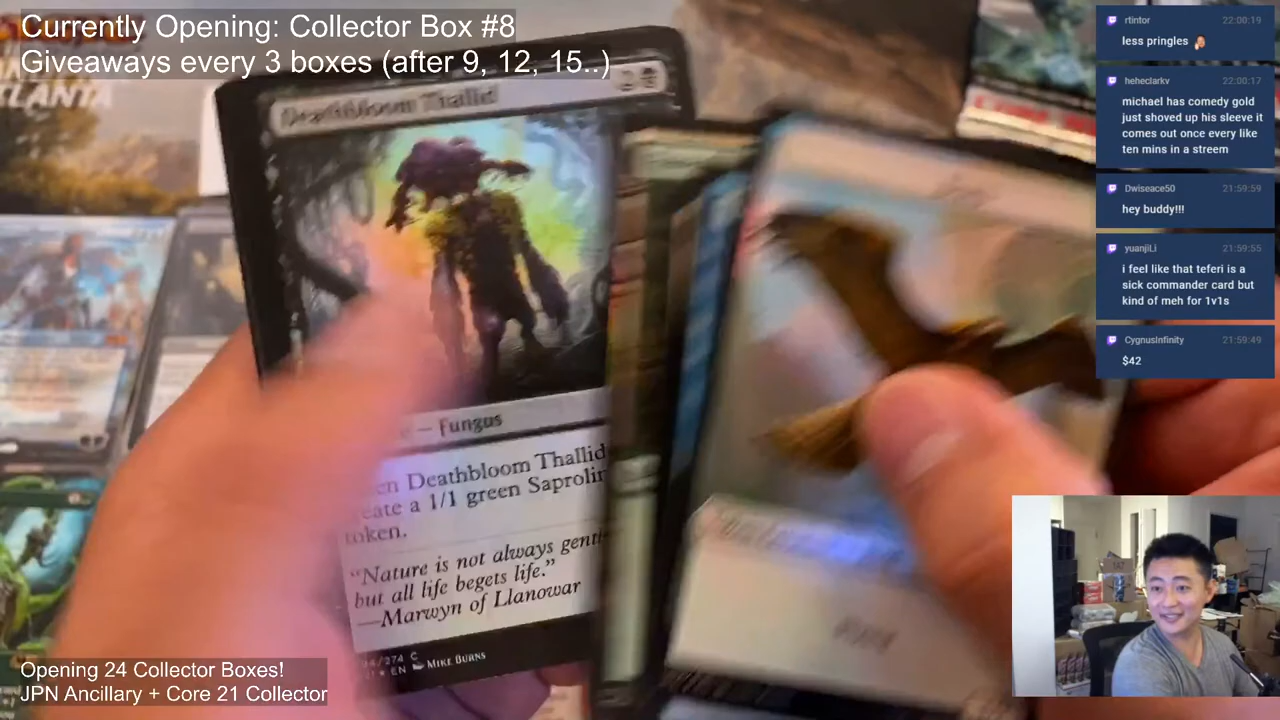 Currently Opening: Collector Box #8
Giveaways every 3 boxes (after 9, 12, 15..)
ATLANTA
Deathbloom Thallid
2
— Fungus
Deathbloom Thallid
create a 1/1 green Saproling
token.
"Nature is not always gentle
but all life begets life."
—Marwyn of Llanowar
/274 C
EN MIKE BURNS
Opening 24 Collector Boxes!
JPN Ancillary + Core 21 Collector
rtintor 22:00:19
less pringles
heheclarkv 22:00:17
michael has comedy gold
just shoved up his sleeve it
comes out once every like
ten mins in a streem
Dwiseace50 21:59:59
hey buddy!!!
yuanjiLi 21:59:55
i feel like that teferi is a
sick commander card but
kind of meh for 1v1s
CygnusInfinity 21:59:49
$42